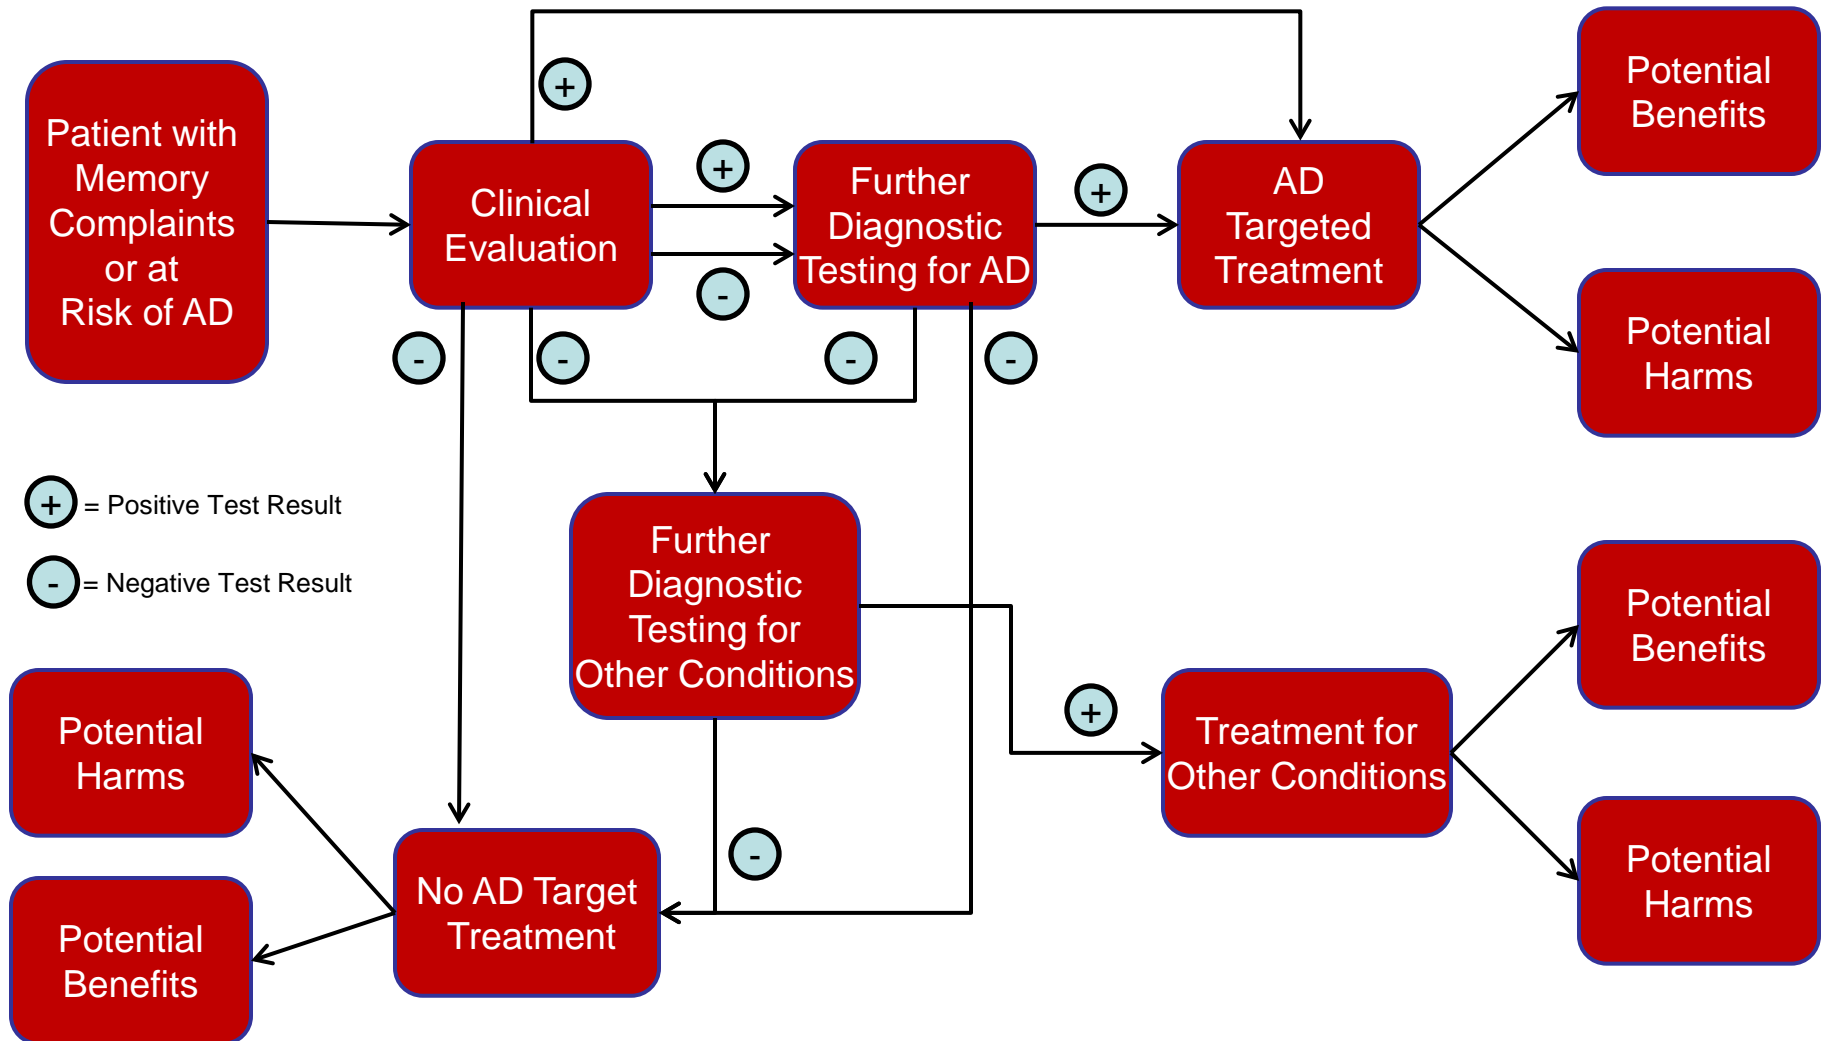 Patient with
Memory
Complaints
or at
Risk of AD
Clinical
Evaluation
+
+
-
Further
Diagnostic
Testing for AD
+
AD
Targeted
Treatment
Potential
Benefits
Potential
Harms
-
-
-
-
+ = Positive Test Result
- = Negative Test Result
Further
Diagnostic
Testing for
Other Conditions
+
Treatment for
Other Conditions
Potential
Benefits
Potential
Harms
-
No AD Target
Treatment
Potential
Harms
Potential
Benefits